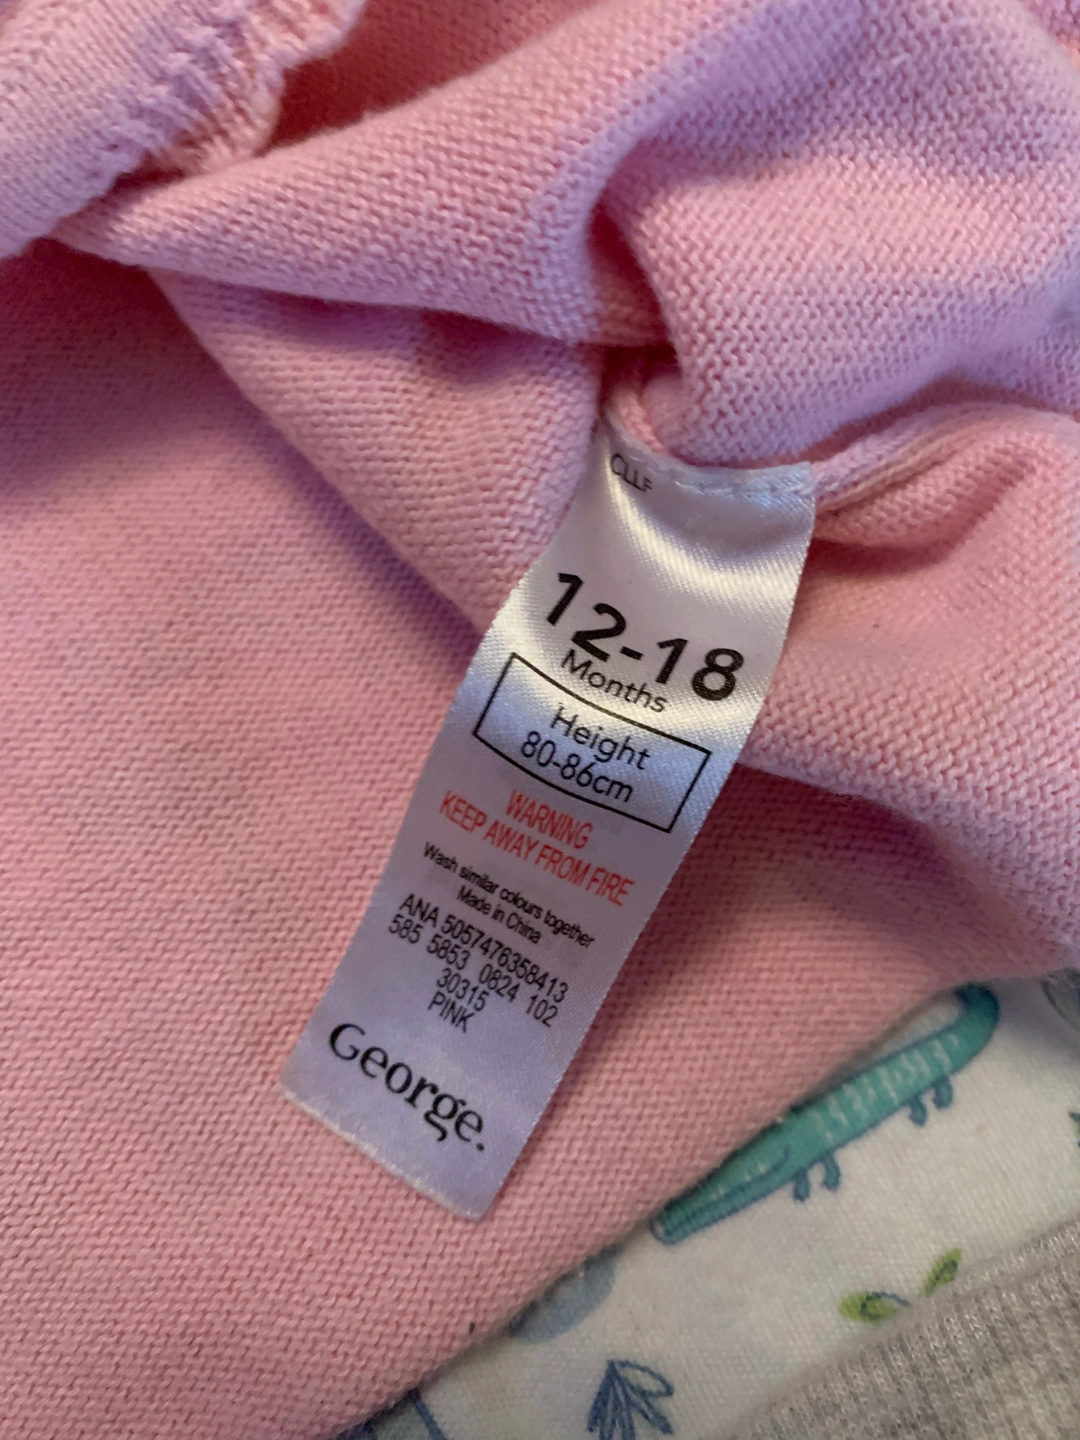 CLLF
12-18
Months
Height
80-86cm
WARNING
KEEP AWAY FROM FIRE
Wash similar colours together
Made in China
ANA 5057476358413
585 5853 0824 102
30315
PINK
George.